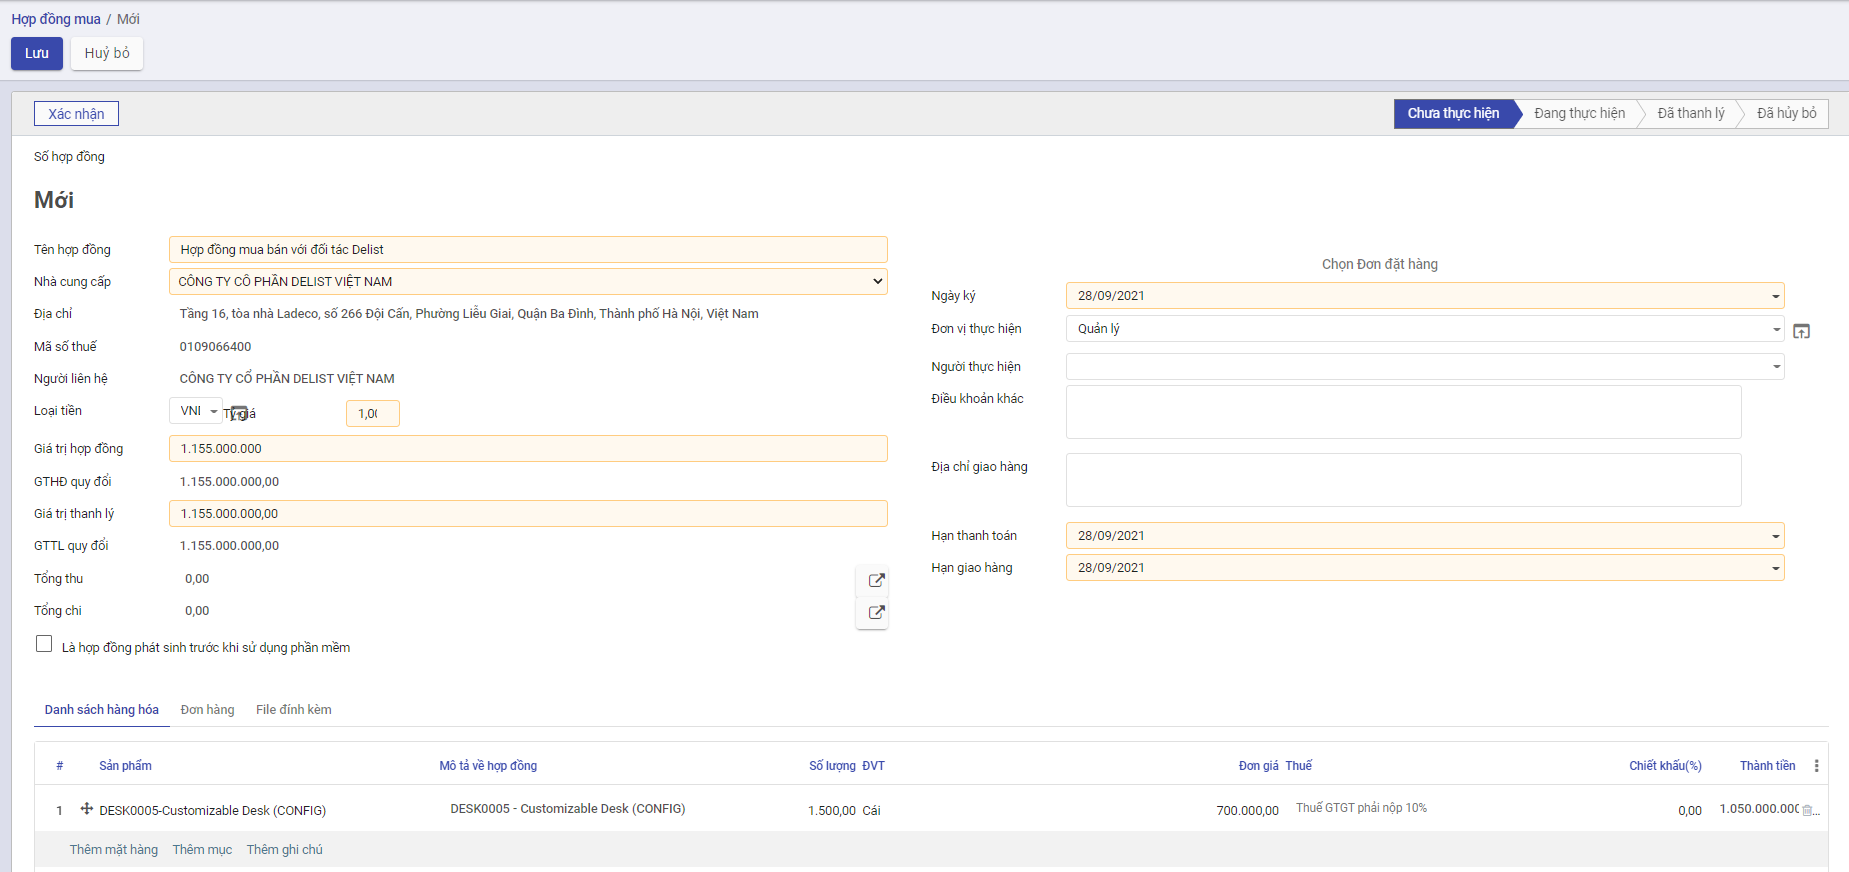 Hợp đồng mua / Mới
Lưu Huỷ bỏ
Xác nhận
Chưa thực hiện Đang thực hiện Đã thanh lý Đã hủy bỏ
Số hợp đồng
Mới
Tên hợp đồng Hợp đồng mua bán với đối tác Delist
Nhà cung cấp CÔNG TY CỔ PHẦN DELIST VIỆT NAM
Địa chỉ Tầng 16, tòa nhà Ladeco, số 266 Đội Cấn, Phường Liễu Giai, Quận Ba Đình, Thành phố Hà Nội, Việt Nam
Mã số thuế 0109066400
Người liên hệ CÔNG TY CỔ PHẦN DELIST VIỆT NAM
Loại tiền VNI Tỷ giá 1,00
Giá trị hợp đồng 1.155.000.000
GTHĐ quy đổi 1.155.000.000,00
Giá trị thanh lý 1.155.000.000,00
GTTL quy đổi 1.155.000.000,00
Tổng thu 0,00
Tổng chi 0,00
Là hợp đồng phát sinh trước khi sử dụng phần mềm
Chọn Đơn đặt hàng
Ngày ký 28/09/2021
Đơn vị thực hiện Quản lý
Người thực hiện
Điều khoản khác
Địa chỉ giao hàng
Hạn thanh toán 28/09/2021
Hạn giao hàng 28/09/2021
Danh sách hàng hóa Đơn hàng File đính kèm
# Sản phẩm Mô tả về hợp đồng Số lượng ĐVT Đơn giá Thuế Chiết khấu(%) Thành tiền
1 DESK0005-Customizable Desk (CONFIG) DESK0005 - Customizable Desk (CONFIG) 1.500,00 Cái 700.000,00 Thuế GTGT phải nộp 10% 0,00 1.050.000.000...
Thêm mặt hàng Thêm mục Thêm ghi chú